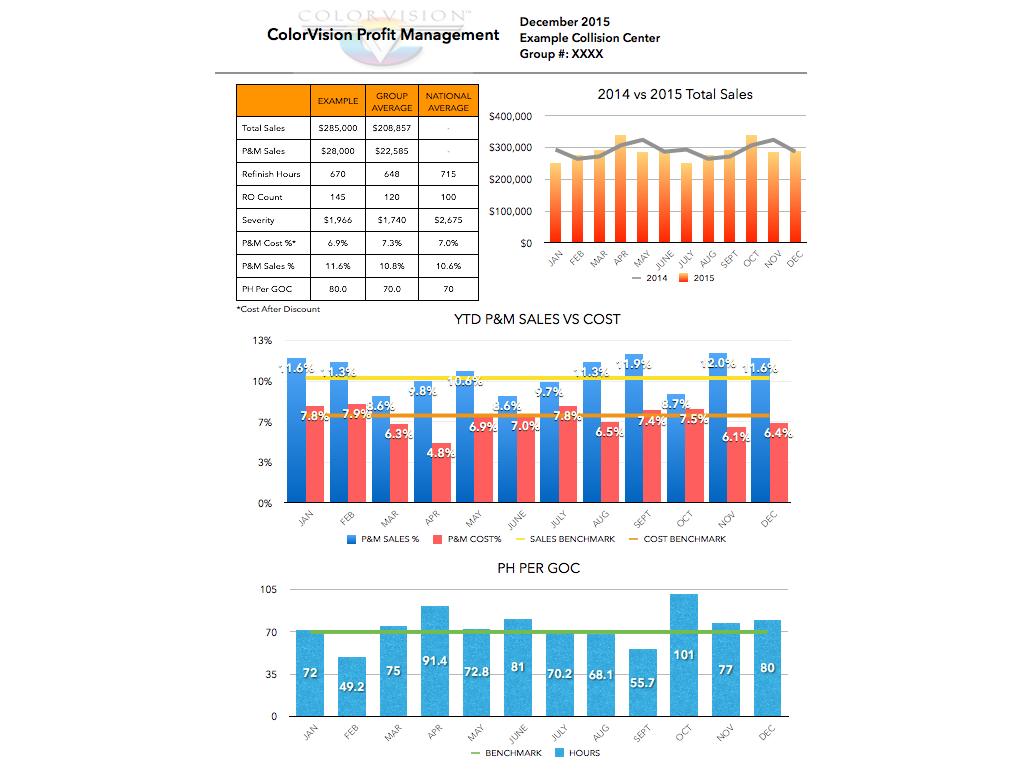 COLORVISION™
ColorVision Profit Management
December 2015
Example Collision Center
Group #: XXXX
EXAMPLE GROUP AVERAGE NATIONAL AVERAGE
Total Sales $285,000 $208,857 -
P&M Sales $28,000 $22,585 -
Refinish Hours 670 648 715
RO Count 145 120 100
Severity $1,966 $1,740 $2,675
P&M Cost %* 6.9% 7.3% 7.0%
P&M Sales % 11.6% 10.8% 10.6%
PH Per GOC 80.0 70.0 70
*Cost After Discount
2014 vs 2015 Total Sales
$400,000
$300,000
$200,000
$100,000
$0
JAN FEB MAR APR MAY JUNE JULY AUG SEPT OCT NOV DEC
2014 2015
YTD P&M SALES VS COST
13%
10%
7%
3%
0%
11.6% 11.3% 8.6% 9.8% 10.6% 8.6% 9.7% 11.3% 11.9% 8.7% 12.0% 11.6%
7.8% 7.9% 6.3% 4.8% 6.9% 7.0% 7.8% 6.5% 7.4% 7.5% 6.1% 6.4%
JAN FEB MAR APR MAY JUNE JULY AUG SEPT OCT NOV DEC
P&M SALES % P&M COST% SALES BENCHMARK COST BENCHMARK
PH PER GOC
105
70
35
0
72 49.2 75 91.4 72.8 81 70.2 68.1 55.7 101 77 80
JAN FEB MAR APR MAY JUNE JULY AUG SEPT OCT NOV DEC
BENCHMARK HOURS